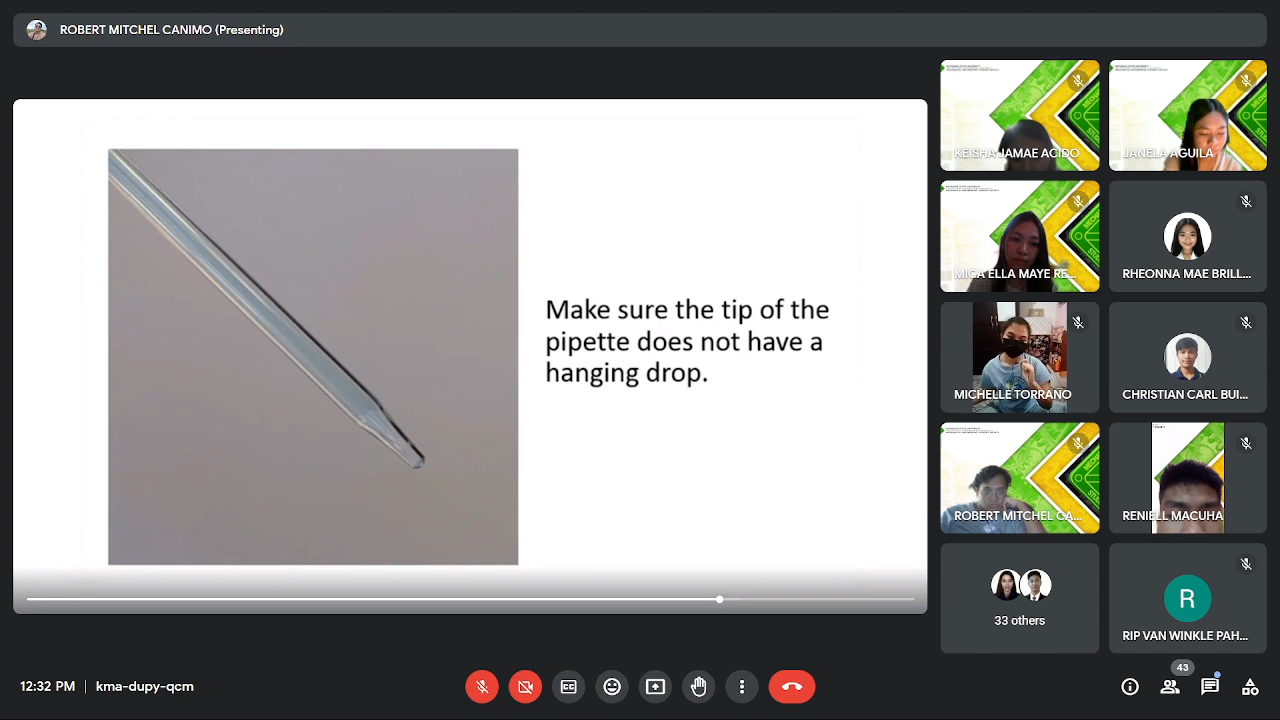 ROBERT MITCHEL CANIMO (Presenting)
Make sure the tip of the
pipette does not have a
hanging drop.
KEISHA JAMAE ACIDO
JANELA AGUILA
MICA ELLA MAYE RE...
RHEONNA MAE BRILL...
MICHELLE TORRANO
CHRISTIAN CARL BUI...
ROBERT MITCHEL CA...
RENIELL MACUHA
33 others
R
RIP VAN WINKLE PAH...
12:32 PM | kma-dupy-qcm
43